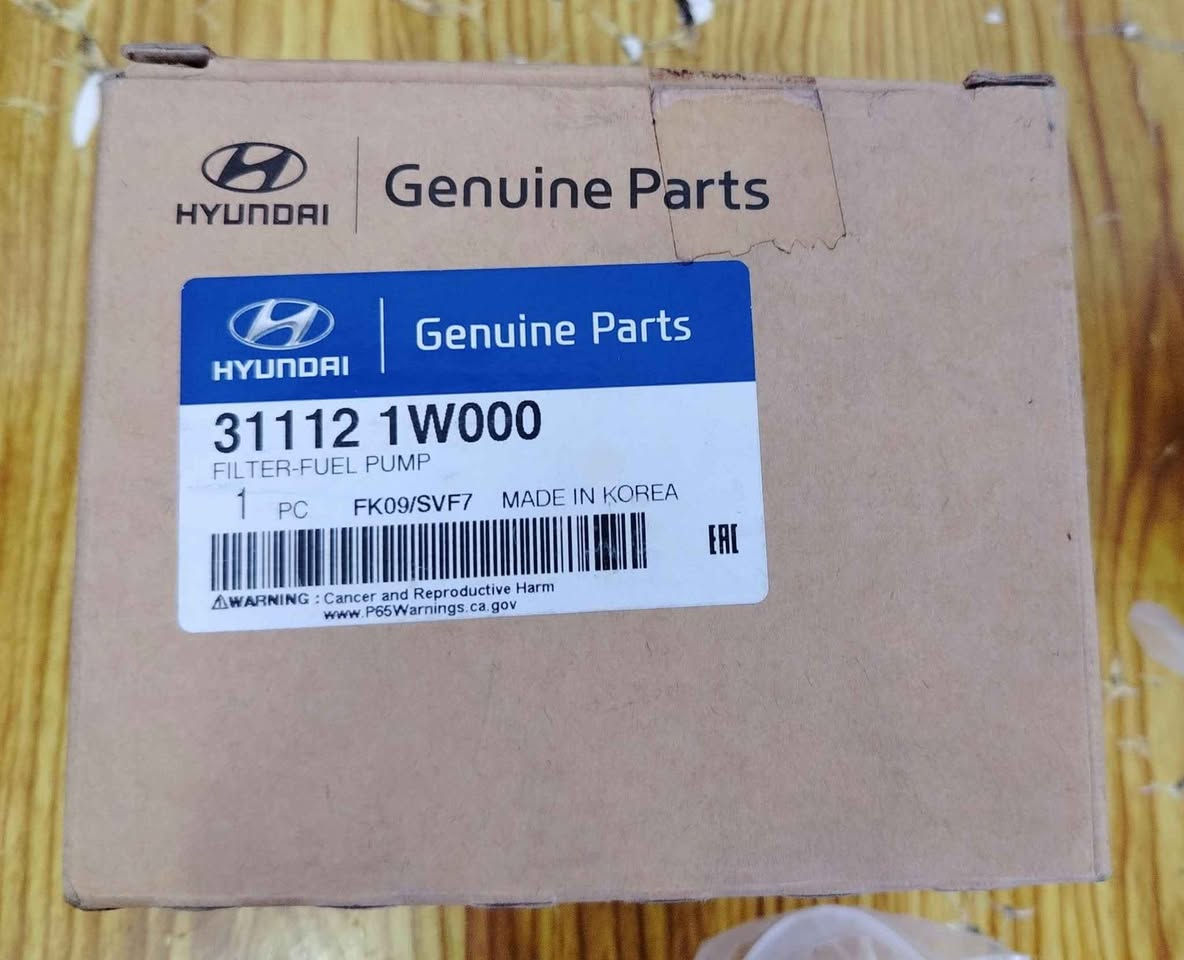 HYUNDAI Genuine Parts
HYUNDAI Genuine Parts
31112 1W000
FILTER-FUEL PUMP
1 PC FK09/SVF7 MADE IN KOREA
EAC
⚠WARNING : Cancer and Reproductive Harm
www.P65Warnings.ca.gov